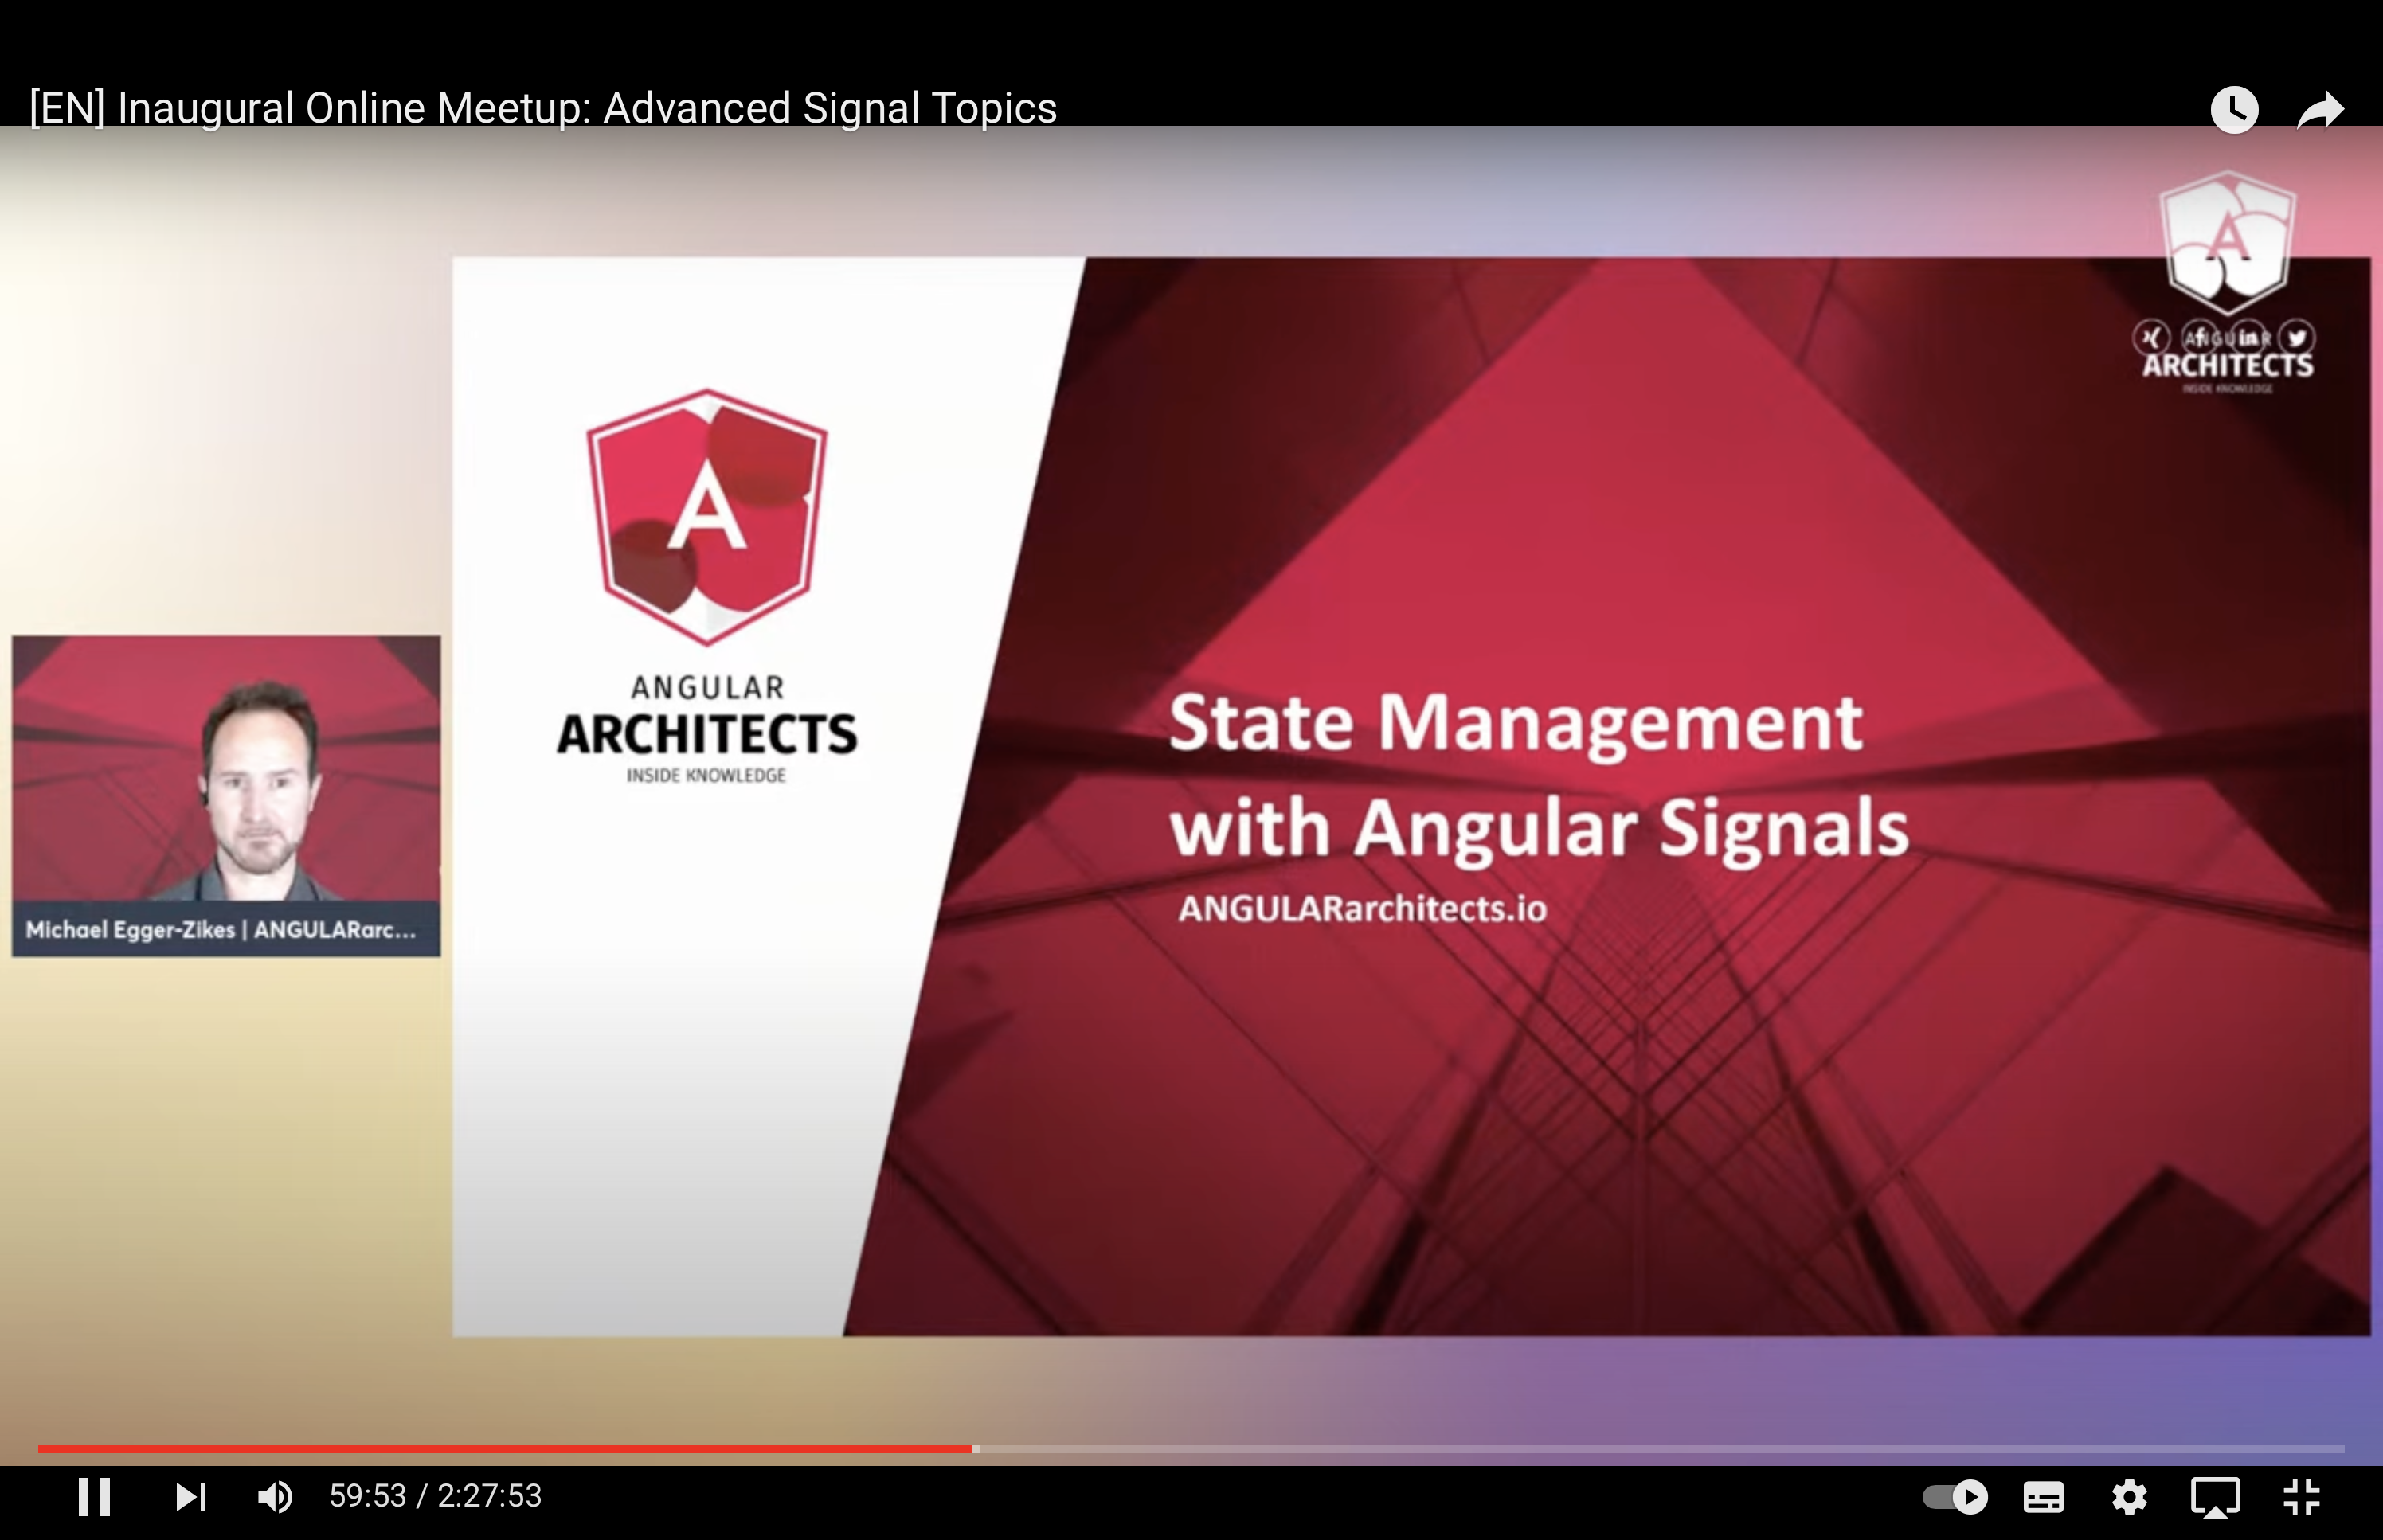 [EN] Inaugural Online Meetup: Advanced Signal Topics
A
ANGULAR
ARCHITECTS
INSIDE KNOWLEDGE
A
ANGULAR
ARCHITECTS
INSIDE KNOWLEDGE
State Management
with Angular Signals
ANGULARarchitects.io
Michael Egger-Zikes | ANGULARarc...
59:53 / 2:27:53